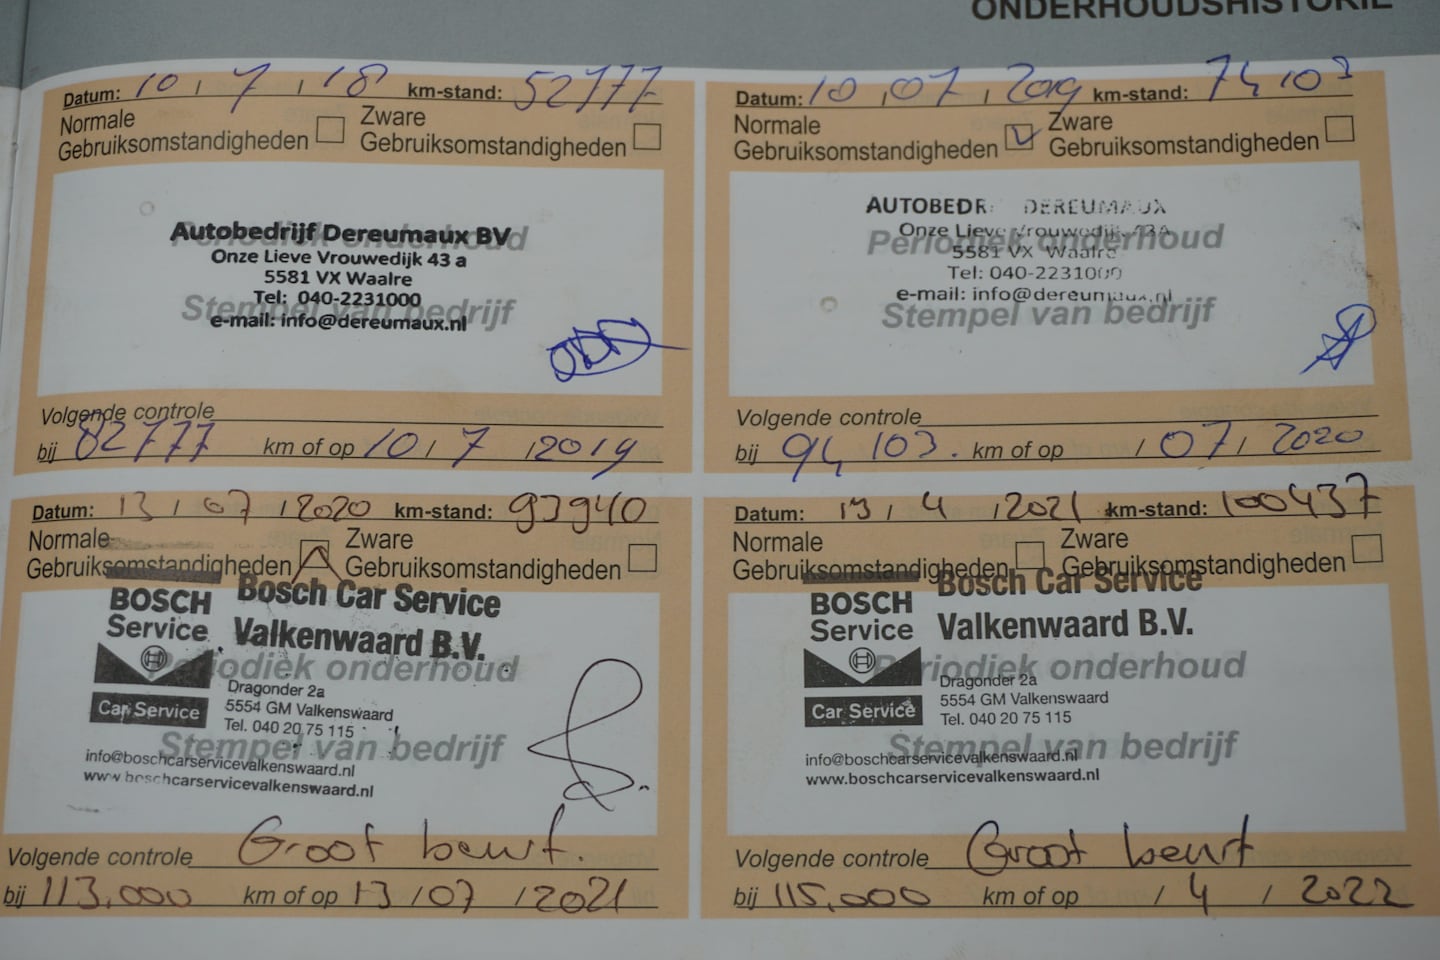 ONDERHOUDSHISTORIE
Datum: 10 / 7 / 18 km-stand: 52777
Normale Gebruiksomstandigheden Zware Gebruiksomstandigheden
Autobedrijf Dereumaux BV
Periodiek onderhoud
Onze Lieve Vrouwedijk 43 a
5581 VX Waalre
Tel: 040-2231000
Stempel van bedrijf
e-mail: info@dereumaux.nl
Volgende controle
bij 82777 km of op 10 / 7 / 2019
Datum: 10 / 07 / 2019 km-stand: 74103
Normale Gebruiksomstandigheden Zware Gebruiksomstandigheden
AUTOBEDR DEREUMAUX
Onze Lieve Vrouwedijk 43A
Periodiek onderhoud
5581 VX Waalre
Tel: 040-2231000
e-mail: info@dereumaux.nl
Stempel van bedrijf
Volgende controle
bij 94103. km of op / 07 / 2020
Datum: 13 / 07 / 2020 km-stand: 93940
Normale Gebruiksomstandigheden Zware Gebruiksomstandigheden
BOSCH Service
Bosch Car Service
Valkenwaard B.V.
Periodiek onderhoud
Car Service
Dragonder 2a
5554 GM Valkenswaard
Tel. 040 20 75 115
Stempel van bedrijf
info@boschcarservicevalkenswaard.nl
www.boschcarservicevalkenswaard.nl
Volgende controle Groot beurt.
bij 113.000 km of op 13 / 07 / 2021
Datum: 13 / 4 / 2021 km-stand: 100437
Normale Gebruiksomstandigheden Zware Gebruiksomstandigheden
BOSCH Service
Bosch Car Service
Valkenwaard B.V.
Periodiek onderhoud
Car Service
Dragonder 2a
5554 GM Valkenswaard
Tel. 040 20 75 115
Stempel van bedrijf
info@boschcarservicevalkenswaard.nl
www.boschcarservicevalkenswaard.nl
Volgende controle Groot beurt
bij 115.000 km of op / 4 / 2022